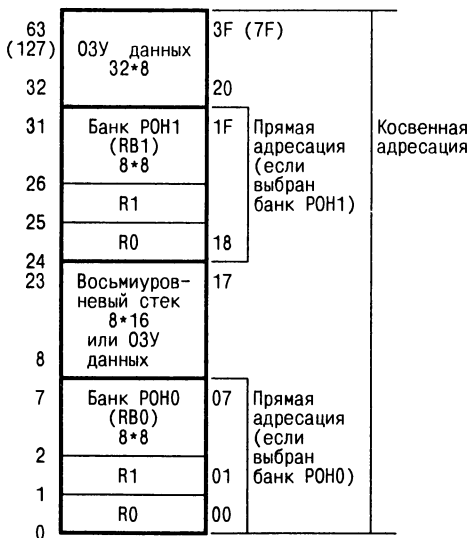 63
(127)
ОЗУ данных
32*8
3F (7F)
32
20
31
Банк РОН1
(RB1)
8*8
1F
Прямая
адресация
(если
выбран
банк РОН1)
Косвенная
адресация
26
R1
25
R0
18
24
23
Восьмиуров-
невый стек
8*16
или ОЗУ
данных
17
8
7
Банк РОН0
(RB0)
8*8
07
Прямая
адресация
(если
выбран
банк РОН0)
2
R1
01
1
R0
00
0